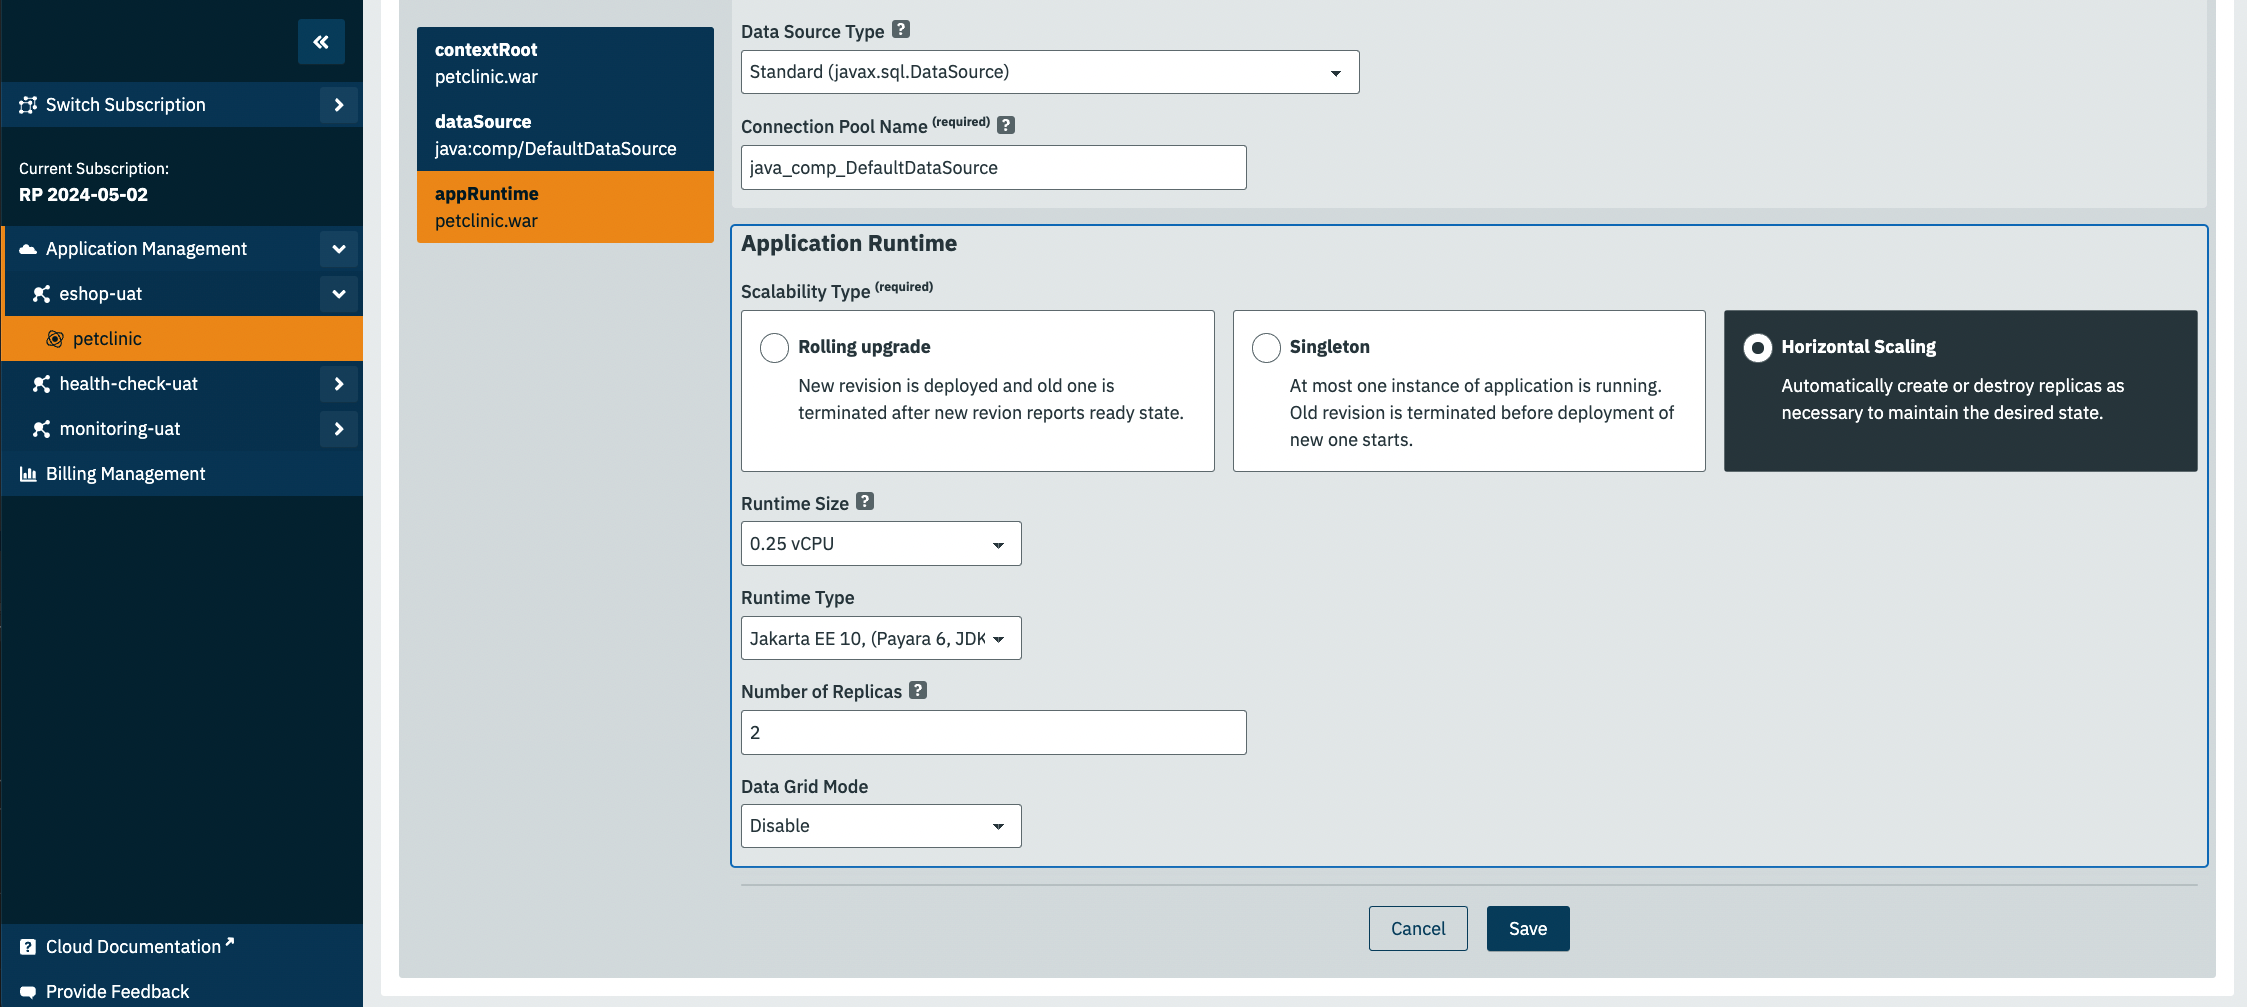 Switch Subscription
Current Subscription:
RP 2024-05-02
Application Management
eshop-uat
petclinic
health-check-uat
monitoring-uat
Billing Management
Cloud Documentation
Provide Feedback
contextRoot
petclinic.war
dataSource
java:comp/DefaultDataSource
appRuntime
petclinic.war
Data Source Type ?
Standard (javax.sql.DataSource)
Connection Pool Name (required) ?
java_comp_DefaultDataSource
Application Runtime
Scalability Type (required)
Rolling upgrade
New revision is deployed and old one is
terminated after new revion reports ready state.
Singleton
At most one instance of application is running.
Old revision is terminated before deployment of
new one starts.
Horizontal Scaling
Automatically create or destroy replicas as
necessary to maintain the desired state.
Runtime Size ?
0.25 vCPU
Runtime Type
Jakarta EE 10, (Payara 6, JDK
Number of Replicas ?
2
Data Grid Mode
Disable
Cancel
Save